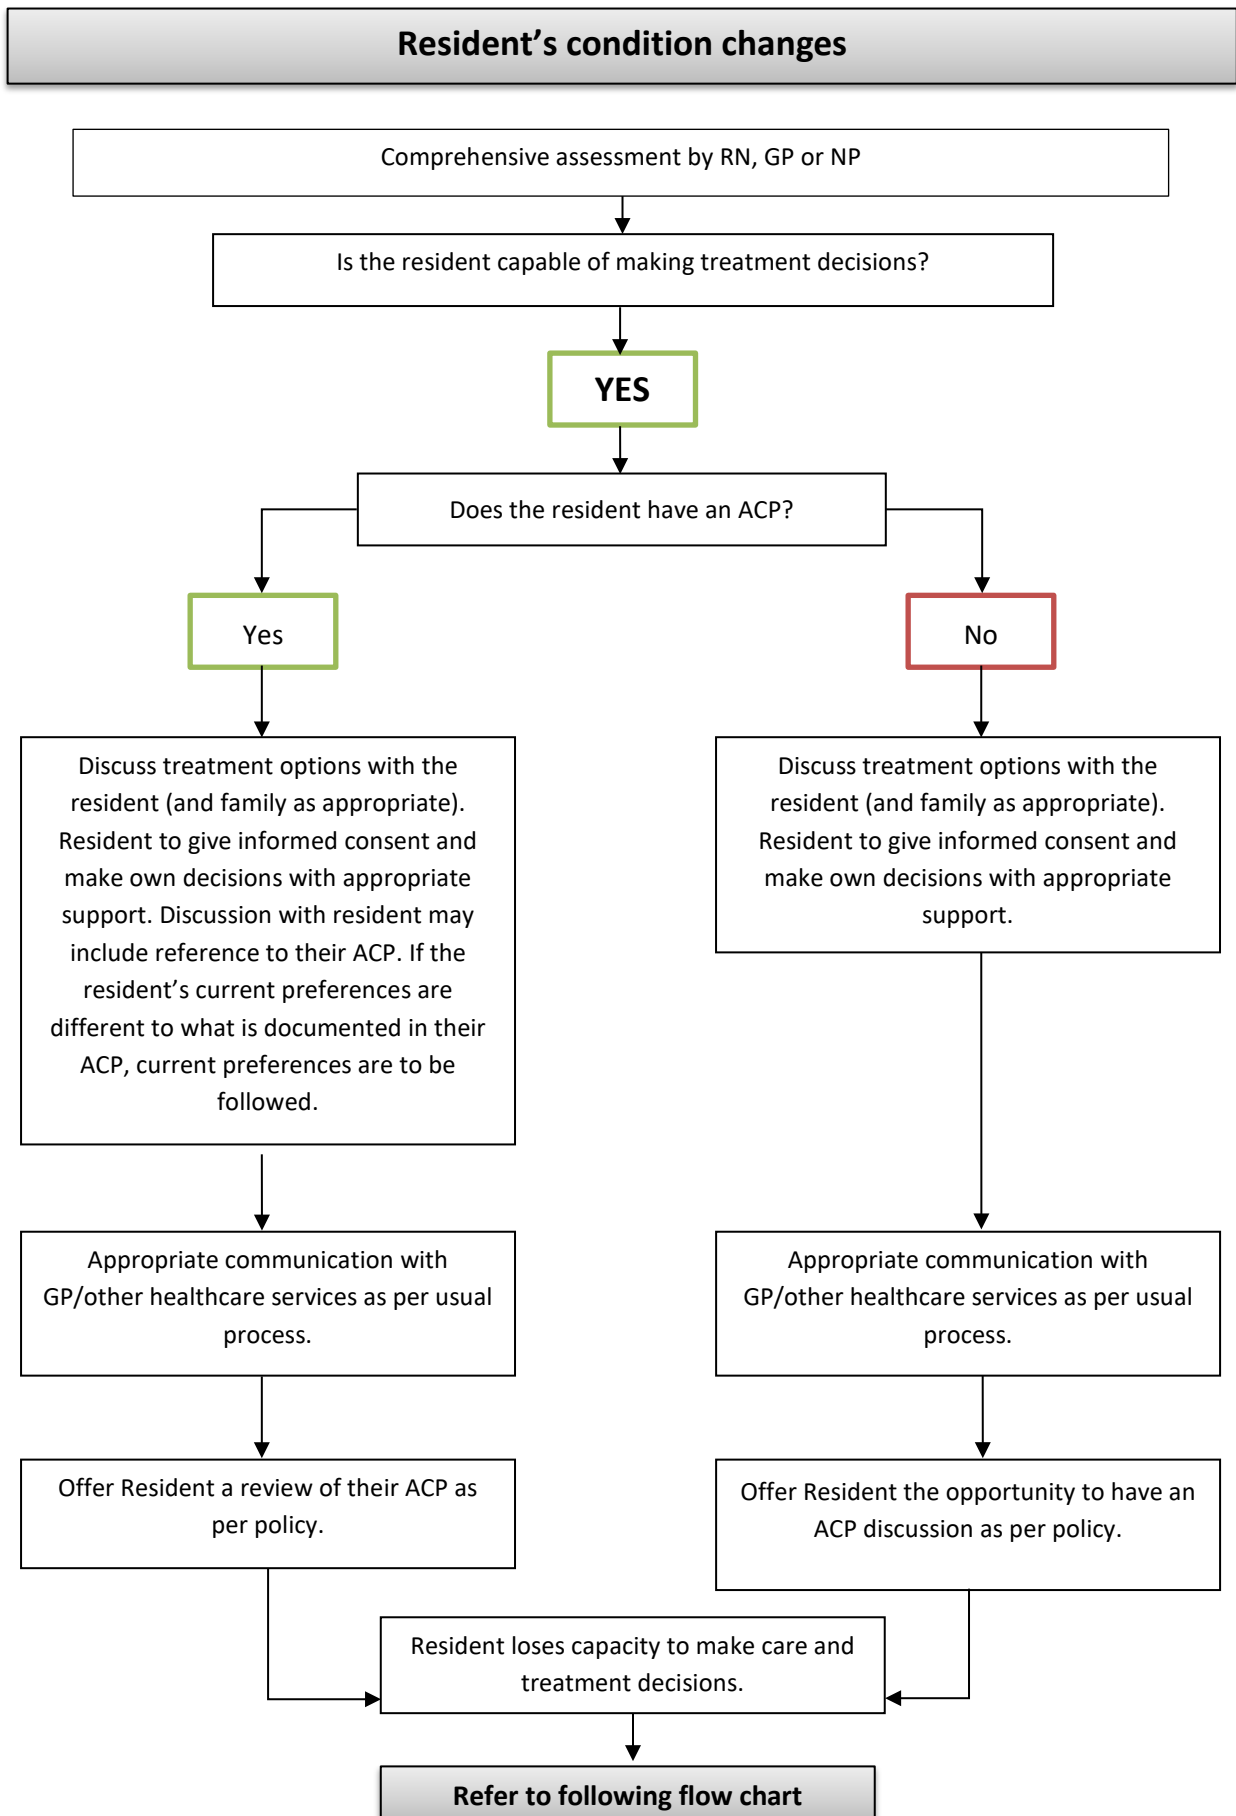 Resident’s condition changes
Comprehensive assessment by RN, GP or NP
Is the resident capable of making treatment decisions?
YES
Does the resident have an ACP?
Yes
No
Discuss treatment options with the
resident (and family as appropriate).
Resident to give informed consent and
make own decisions with appropriate
support. Discussion with resident may
include reference to their ACP. If the
resident’s current preferences are
different to what is documented in their
ACP, current preferences are to be
followed.
Discuss treatment options with the
resident (and family as appropriate).
Resident to give informed consent and
make own decisions with appropriate
support.
Appropriate communication with
GP/other healthcare services as per usual
process.
Appropriate communication with
GP/other healthcare services as per usual
process.
Offer Resident a review of their ACP as
per policy.
Offer Resident the opportunity to have an
ACP discussion as per policy.
Resident loses capacity to make care and
treatment decisions.
Refer to following flow chart